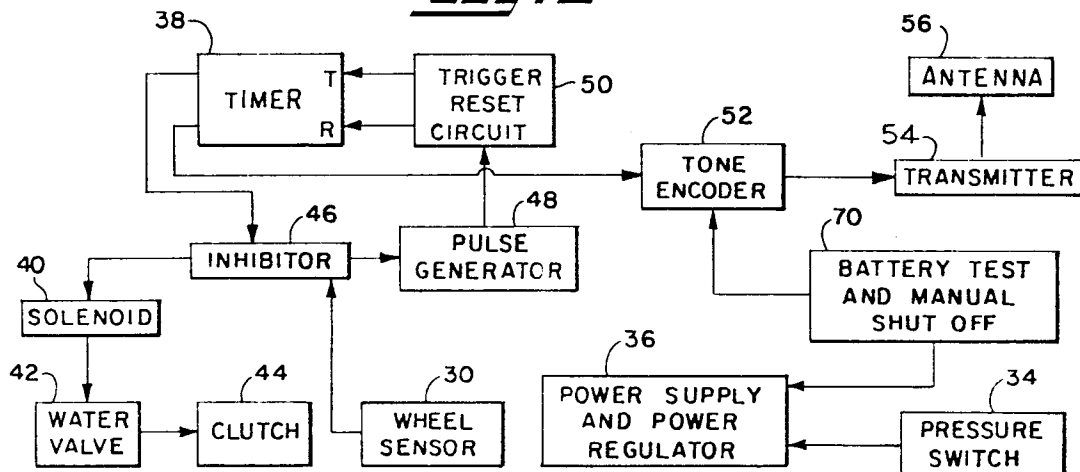 38
TIMER
T
R
TRIGGER
RESET
CIRCUIT
50
56
ANTENNA
52
TONE
ENCODER
54
TRANSMITTER
46
INHIBITOR
48
PULSE
GENERATOR
70
BATTERY TEST
AND MANUAL
SHUT OFF
40
SOLENOID
42
WATER
VALVE
44
CLUTCH
30
WHEEL
SENSOR
36
POWER SUPPLY
AND POWER
REGULATOR
34
PRESSURE
SWITCH